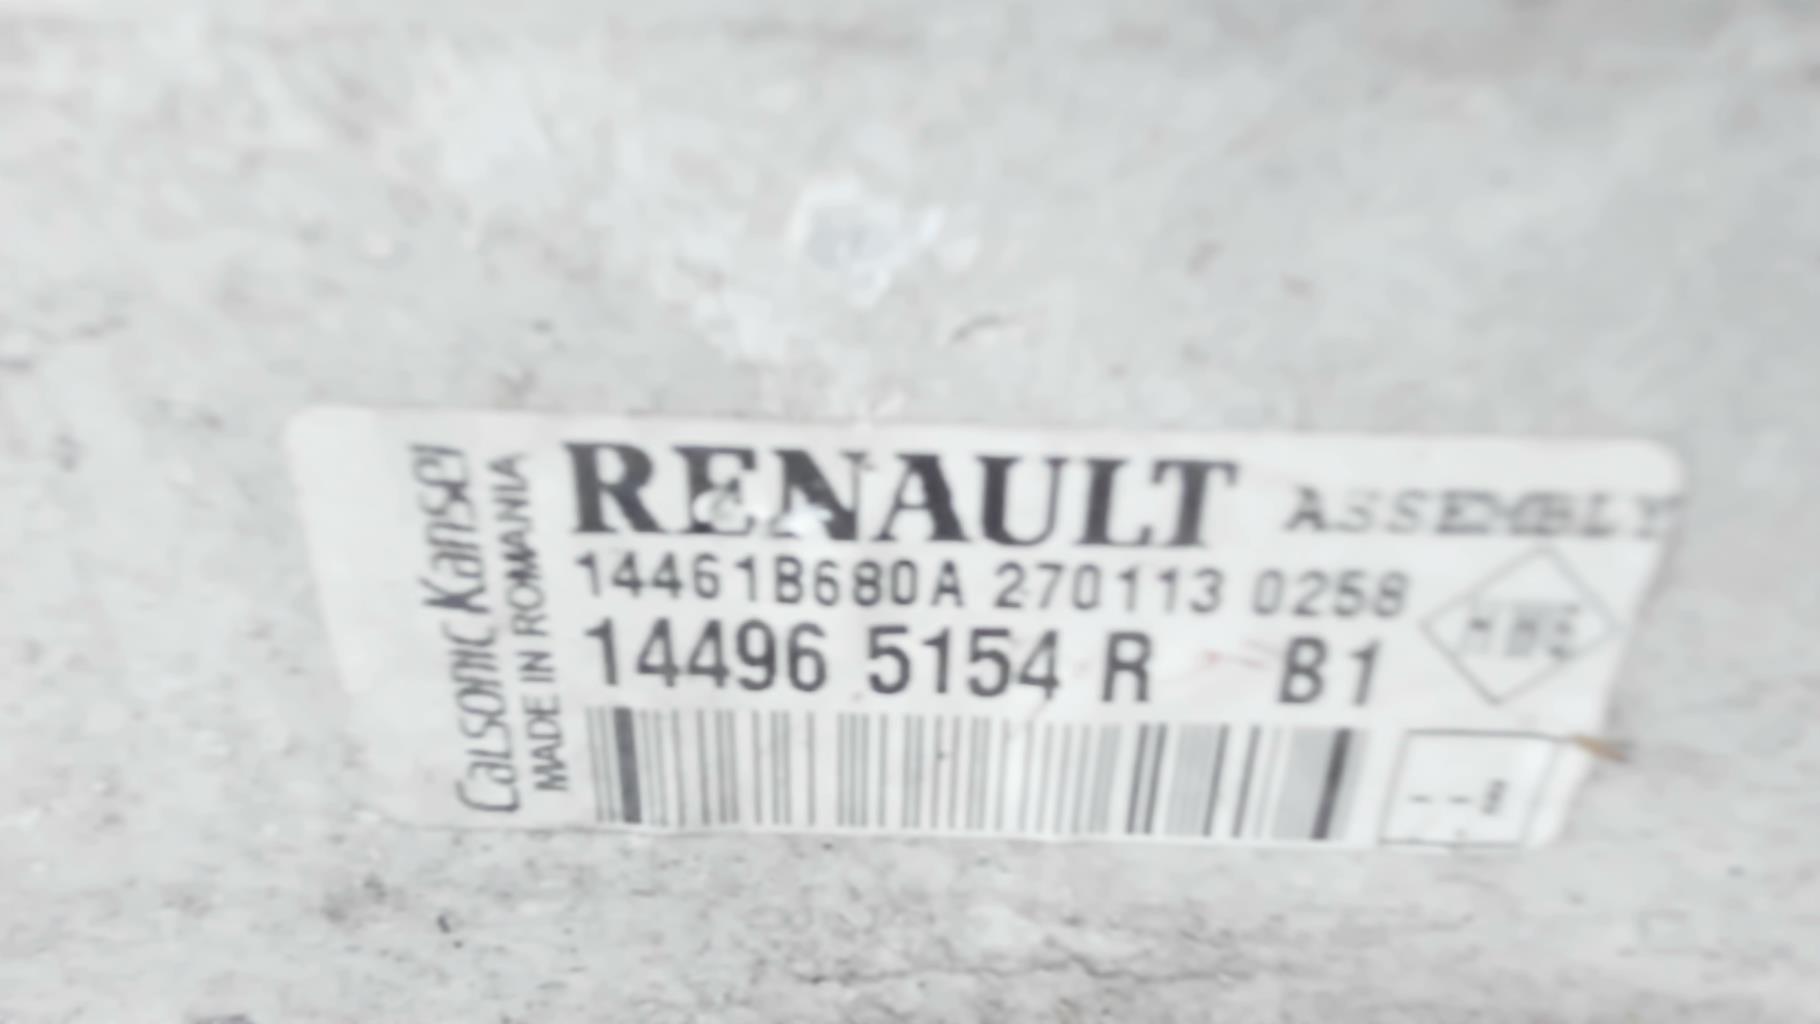 Calsonic Kansei
MADE IN ROMANIA
RENAULT ASSEMBLY
14461B680A 270113 0258
14496 5154 R B1